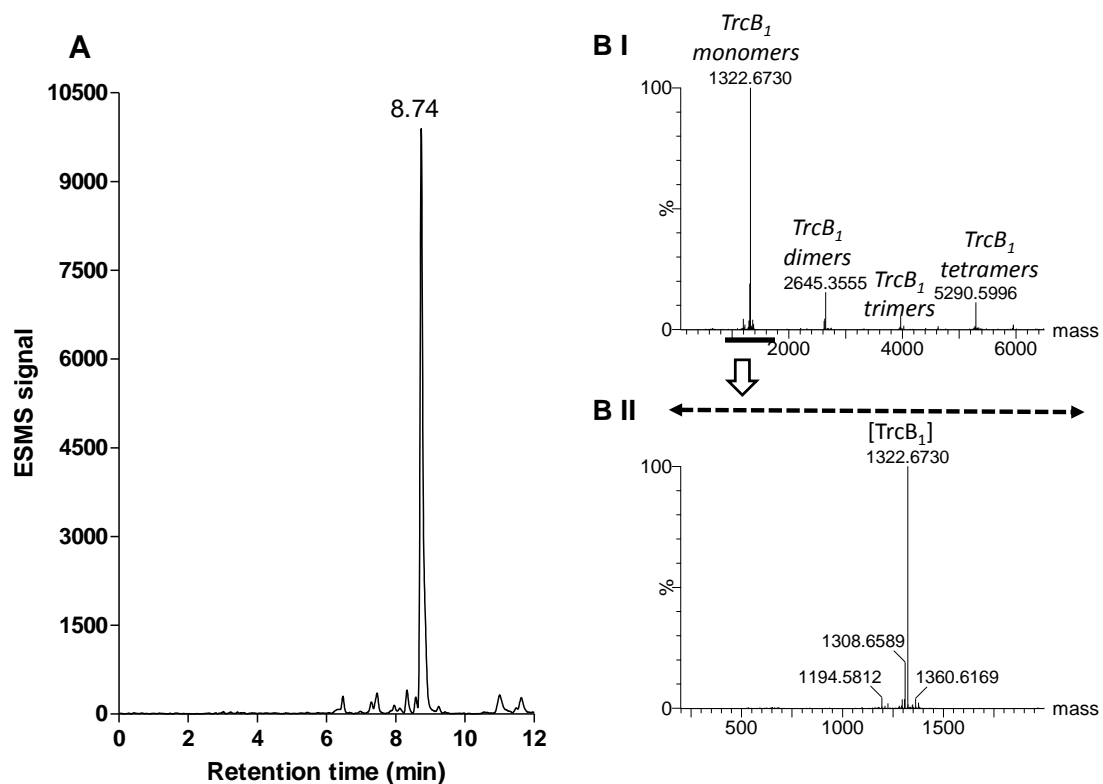 A
10500
9000
7500
6000
4500
3000
1500
0
ESMS signal
8.74
0 2 4 6 8 10 12
Retention time (min)
B I
TrcB1
monomers
1322.6730
100
%
0
TrcB1
dimers
2645.3555
TrcB1
trimers
TrcB1
tetramers
5290.5996
2000 4000 6000 mass
B II
[TrcB1]
1322.6730
100
%
0
1308.6589
1194.5812
1360.6169
500 1000 1500 mass